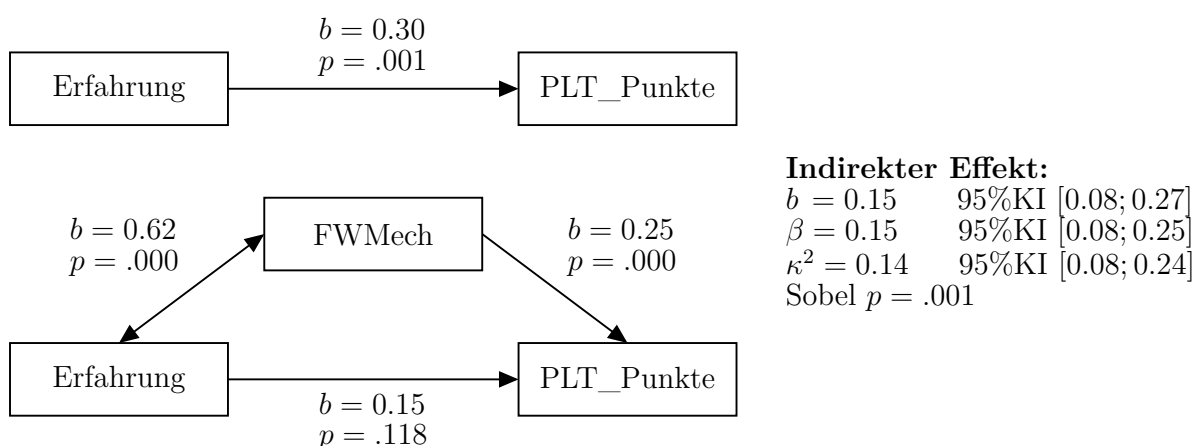 b = 0.30
p = .001
Erfahrung
PLT_Punkte
Indirekter Effekt:
b = 0.15 95%KI [0.08; 0.27]
β = 0.15 95%KI [0.08; 0.25]
κ² = 0.14 95%KI [0.08; 0.24]
Sobel p = .001
b = 0.62
p = .000
FWMech
b = 0.25
p = .000
Erfahrung
PLT_Punkte
b = 0.15
p = .118